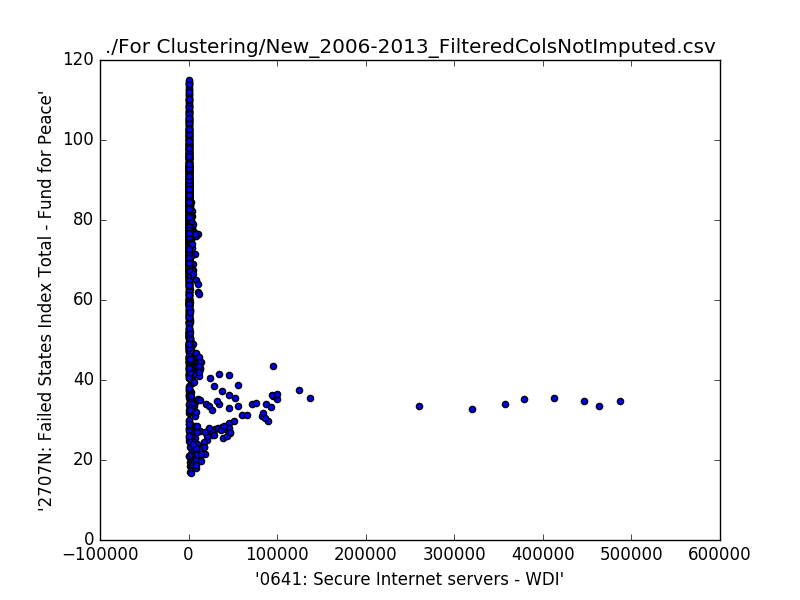 ./For Clustering/New_2006-2013_FilteredColsNotImputed.csv
'2707N: Failed States Index Total - Fund for Peace'
120
100
80
60
40
20
0
−100000 0 100000 200000 300000 400000 500000 600000
'0641: Secure Internet servers - WDI'